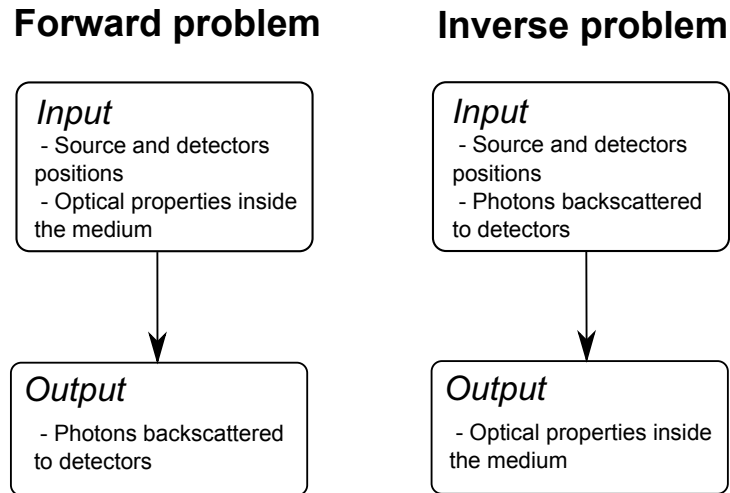 Forward problem
Input
- Source and detectors
positions
- Optical properties inside
the medium
Output
- Photons backscattered
to detectors
Inverse problem
Input
- Source and detectors
positions
- Photons backscattered
to detectors
Output
- Optical properties inside
the medium